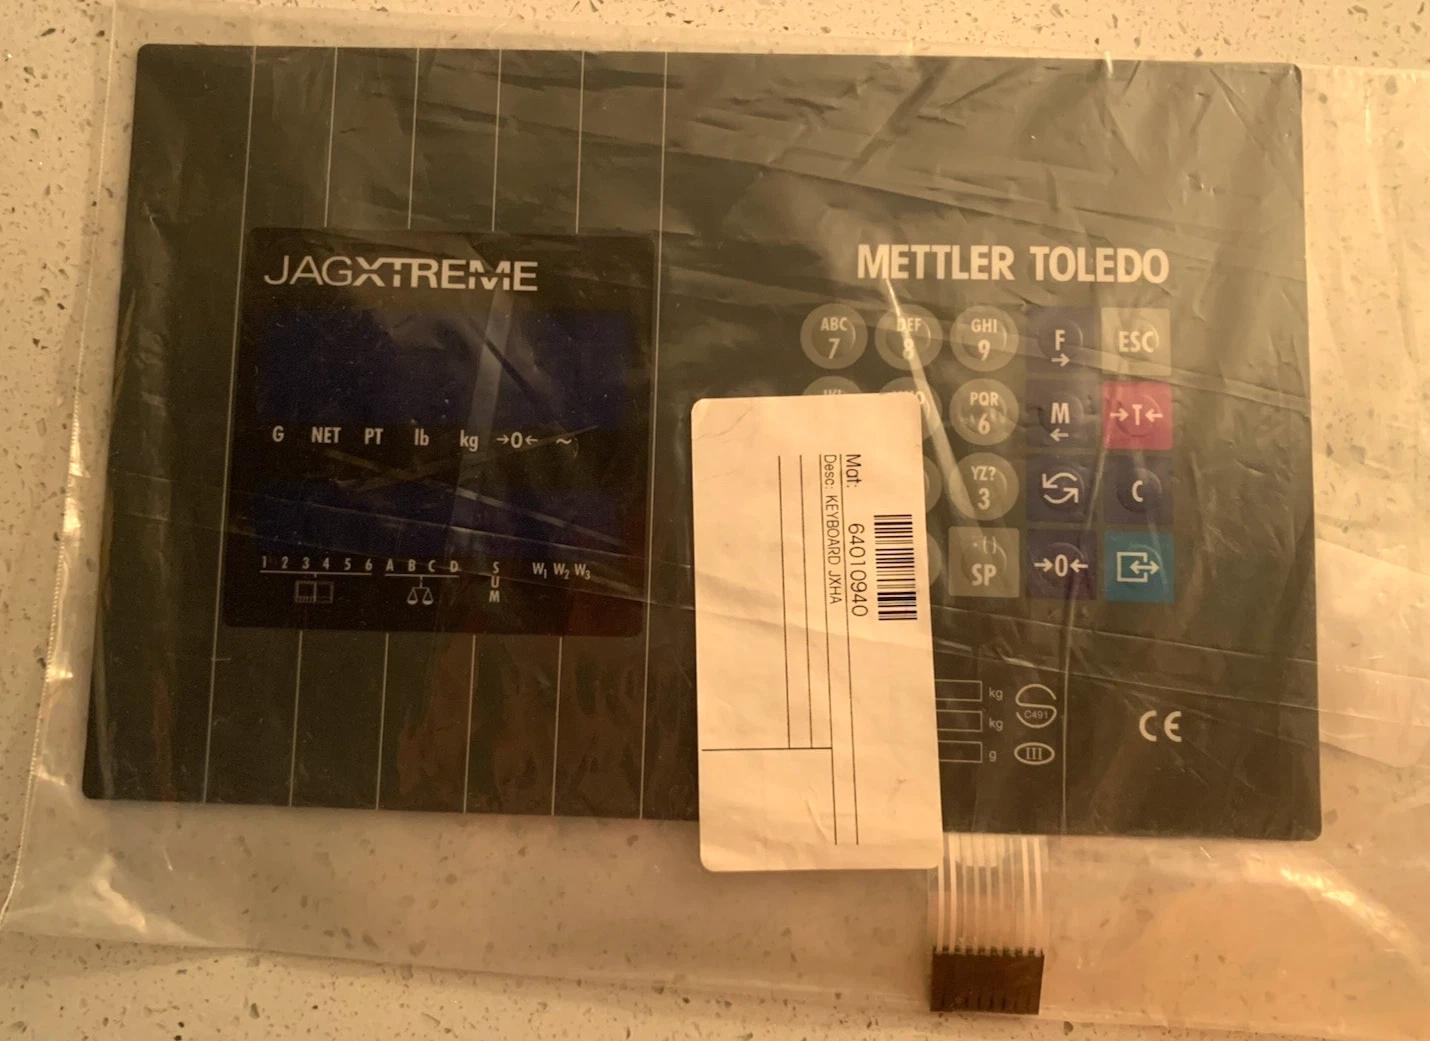 JAGXTREME
G NET PT lb kg →0← ~
1 2 3 4 5 6 A B C D SUM W1 W2 W3
METTLER TOLEDO
ABC DEF GHI
7 8 9 F → ESC
PQR
6 M ← →T←
YZ?
3 C
·()
SP →0←
Mat: 64010940
Desc: KEYBOARD JXHA
kg
kg C491
g III
CE